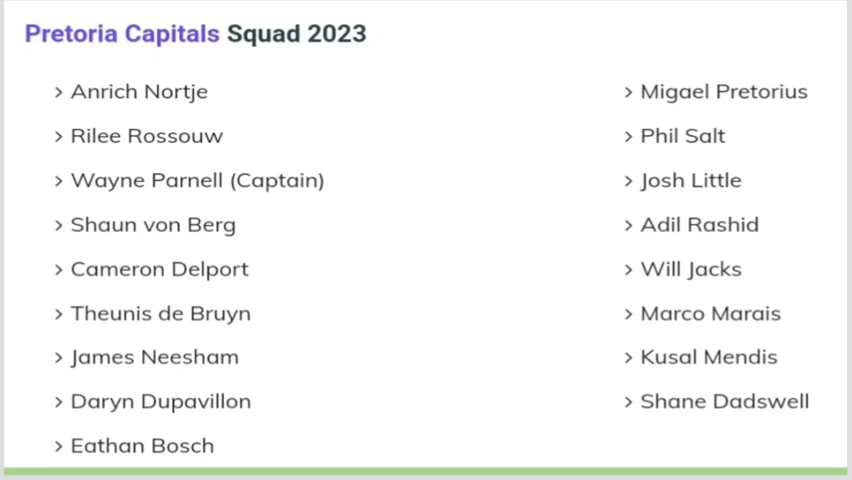 Pretoria Capitals Squad 2023
> Anrich Nortje
> Rilee Rossouw
> Wayne Parnell (Captain)
> Shaun von Berg
> Cameron Delport
> Theunis de Bruyn
> James Neesham
> Daryn Dupavillon
> Eathan Bosch
> Migael Pretorius
> Phil Salt
> Josh Little
> Adil Rashid
> Will Jacks
> Marco Marais
> Kusal Mendis
> Shane Dadswell